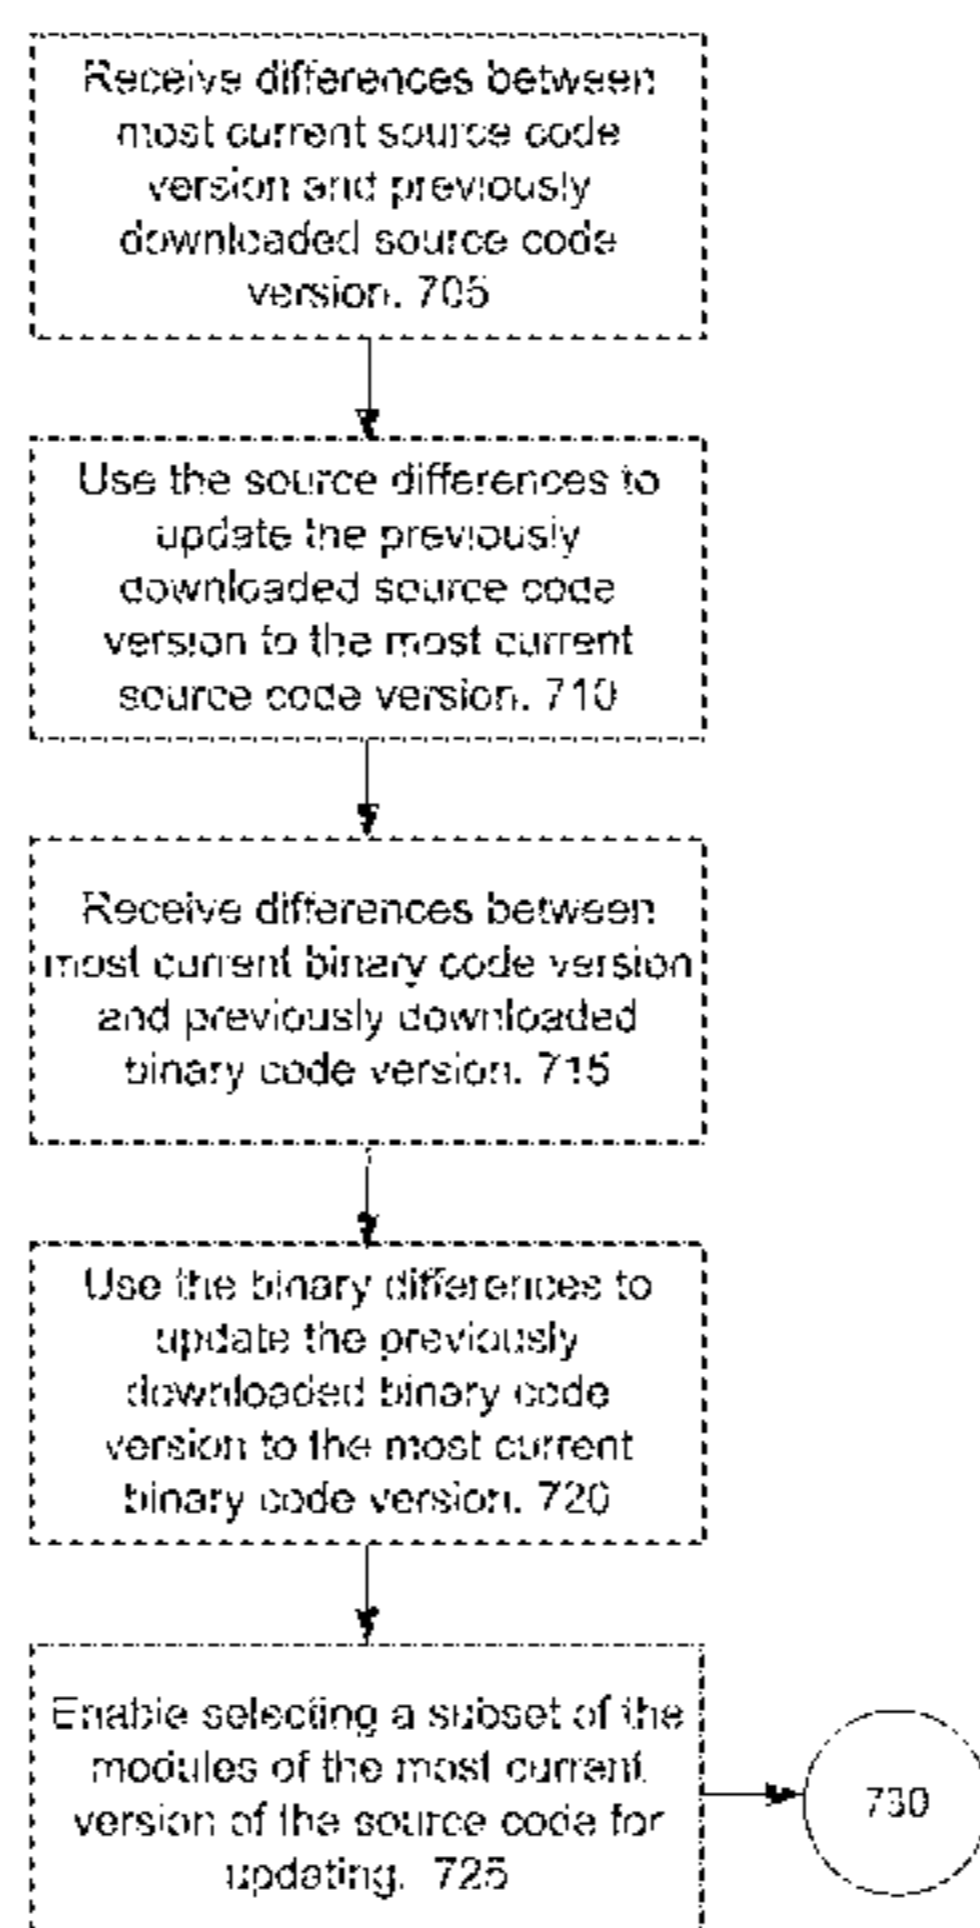 Receive differences between
most current source code
version and previously
downloaded source code
version. 705
Use the source differences to
update the previously
downloaded source code
version to the most current
source code version. 710
Receive differences between
most current binary code version
and previously downloaded
binary code version. 715
Use the binary differences to
update the previously
downloaded binary code
version to the most current
binary code version. 720
Enable selecting a subset of the
modules of the most current
version of the source code for
updating. 725
730